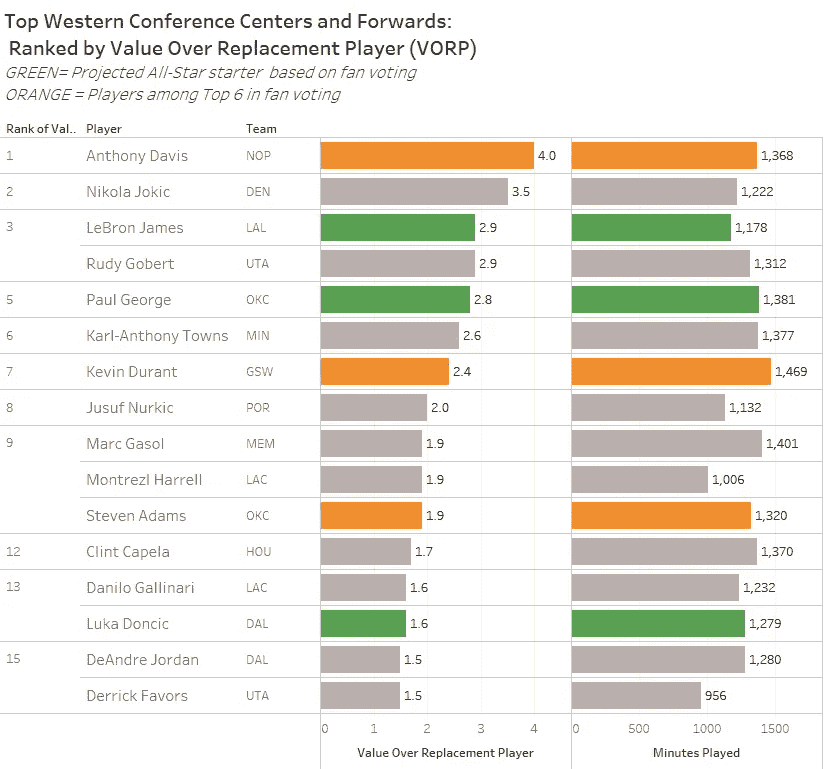 Top Western Conference Centers and Forwards:
Ranked by Value Over Replacement Player (VORP)
GREEN= Projected All-Star starter based on fan voting
ORANGE = Players among Top 6 in fan voting
Rank of Val.. Player Team
1 Anthony Davis NOP 4.0 1,368
2 Nikola Jokic DEN 3.5 1,222
3 LeBron James LAL 2.9 1,178
Rudy Gobert UTA 2.9 1,312
5 Paul George OKC 2.8 1,381
6 Karl-Anthony Towns MIN 2.6 1,377
7 Kevin Durant GSW 2.4 1,469
8 Jusuf Nurkic POR 2.0 1,132
9 Marc Gasol MEM 1.9 1,401
Montrezl Harrell LAC 1.9 1,006
Steven Adams OKC 1.9 1,320
12 Clint Capela HOU 1.7 1,370
13 Danilo Gallinari LAC 1.6 1,232
Luka Doncic DAL 1.6 1,279
15 DeAndre Jordan DAL 1.5 1,280
Derrick Favors UTA 1.5 956
0 1 2 3 4 0 500 1000 1500
Value Over Replacement Player Minutes Played